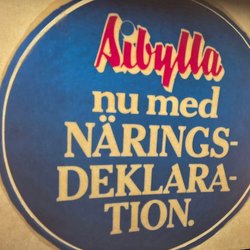 Sibylla
nu med
NÄRINGS-
DEKLARA-
TION.